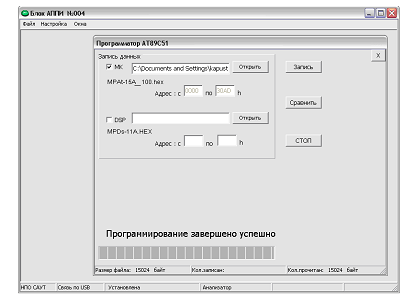 Блок АППИ №004
Файл Настройка Окна
Программатор AT89C51
X
Запись данных
МК C:\Documents and Settings\kapust Открыть Запись
MPAt-15A__100.hex
Адрес : с 0000 по 30AD h
Сравнить
DSP Открыть
MPDs-11A.HEX
Адрес : с по h
СТОП
Программирование завершено успешно
Размер файла: 15024 байт Кол.записан: Кол.прочитан: 15024 байт
НПО САУТ Связь по USB Установлена Анализатор